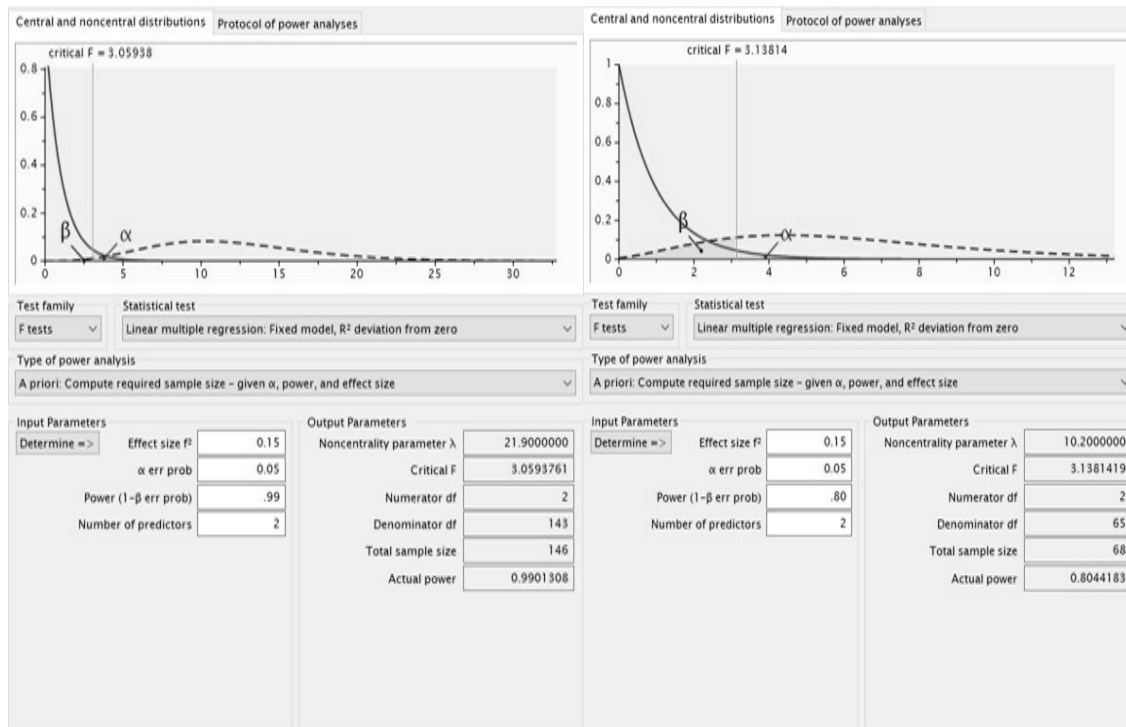 Central and noncentral distributions Protocol of power analyses
critical F = 3.05938
0.8
0.6
0.4
0.2
0
β
α
0 5 10 15 20 25 30
Test family Statistical test
F tests Linear multiple regression: Fixed model, R² deviation from zero
Type of power analysis
A priori: Compute required sample size – given α, power, and effect size
Input Parameters Output Parameters
Determine => Effect size f² 0.15 Noncentrality parameter λ 21.9000000
α err prob 0.05 Critical F 3.0593761
Power (1-β err prob) .99 Numerator df 2
Number of predictors 2 Denominator df 143
Total sample size 146
Actual power 0.9901308
Central and noncentral distributions Protocol of power analyses
critical F = 3.13814
1
0.8
0.6
0.4
0.2
0
β
α
0 2 4 6 8 10 12
Test family Statistical test
F tests Linear multiple regression: Fixed model, R² deviation from zero
Type of power analysis
A priori: Compute required sample size – given α, power, and effect size
Input Parameters Output Parameters
Determine => Effect size f² 0.15 Noncentrality parameter λ 10.2000000
α err prob 0.05 Critical F 3.1381419
Power (1-β err prob) .80 Numerator df 2
Number of predictors 2 Denominator df 65
Total sample size 68
Actual power 0.8044183